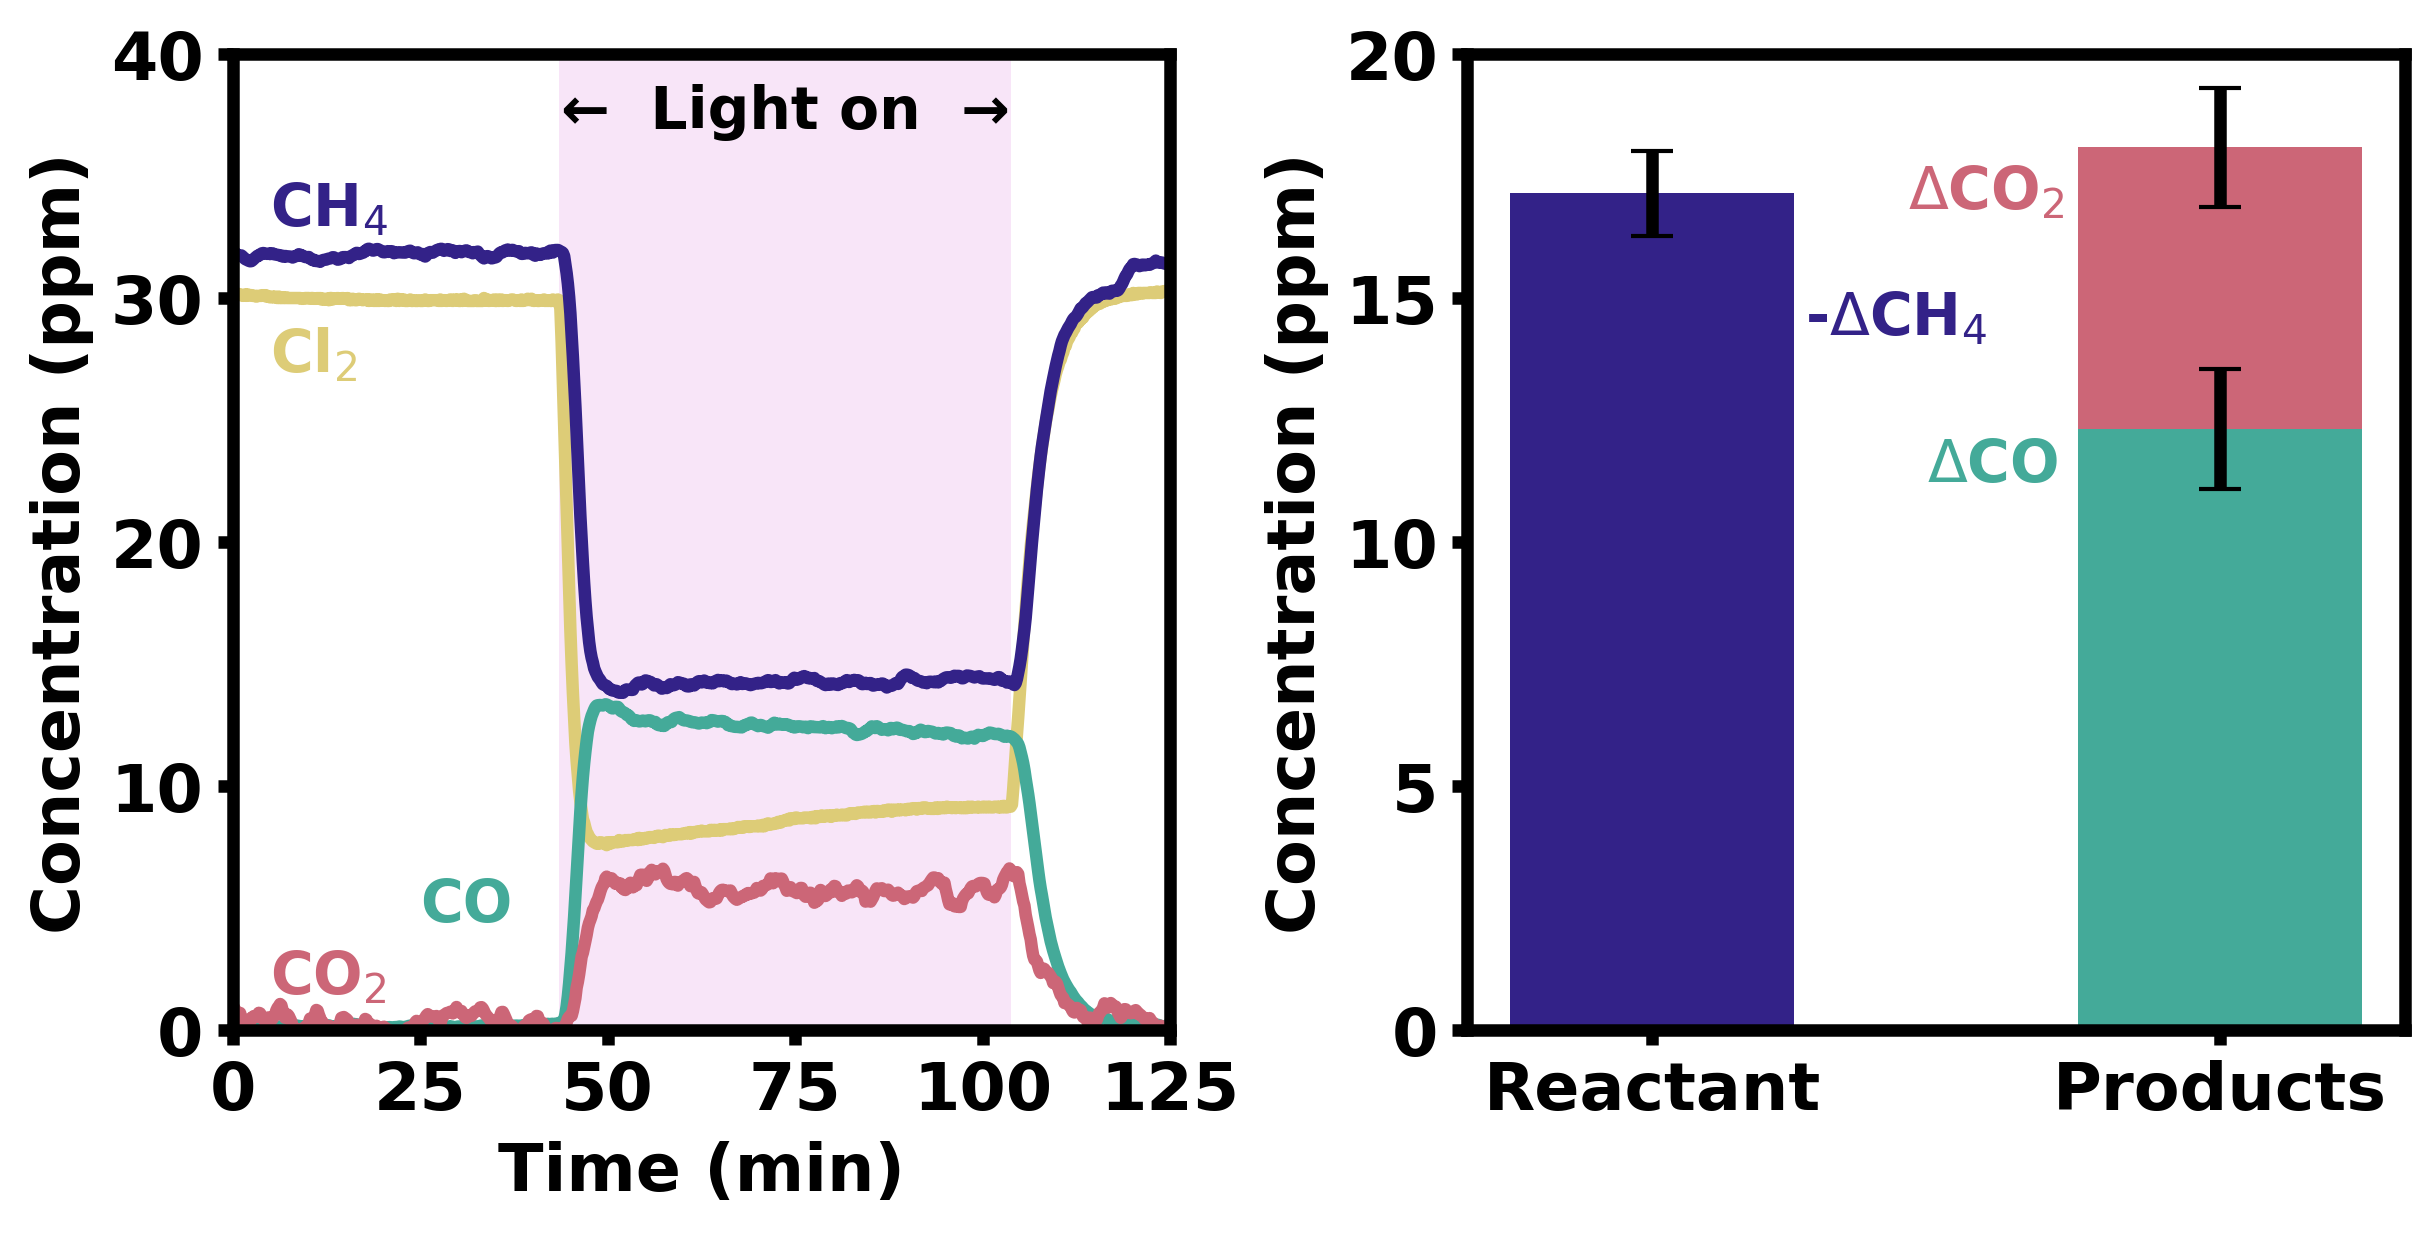 Concentration (ppm)
40
30
20
10
0
← Light on →
CH₄
Cl₂
CO
CO₂
0 25 50 75 100 125
Time (min)
Concentration (ppm)
20
15
10
5
0
ΔCO₂
-ΔCH₄
ΔCO
Reactant Products